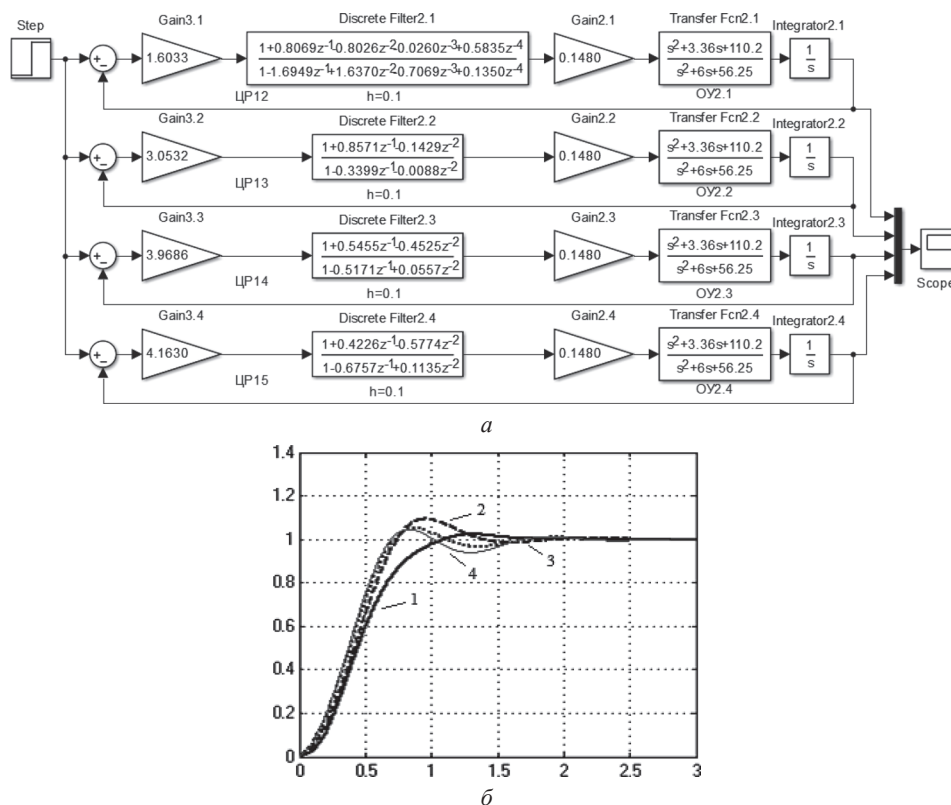 Step
Gain3.1
Discrete Filter2.1
Gain2.1
Transfer Fcn2.1
Integrator2.1
1.6033
1+0.8069z-1-0.8026z-2-0.0260z-3+0.5835z-4
1-1.6949z-1+1.6370z-2-0.7069z-3+0.1350z-4
0.1480
s2+3.36s+110.2
s2+6s+56.25
1
s
ЦР12
h=0.1
ОУ2.1
Gain3.2
Discrete Filter2.2
Gain2.2
Transfer Fcn2.2
Integrator2.2
3.0532
1+0.8571z-1-0.1429z-2
1-0.3399z-1-0.0088z-2
0.1480
s2+3.36s+110.2
s2+6s+56.25
1
s
ЦР13
h=0.1
ОУ2.2
Gain3.3
Discrete Filter2.3
Gain2.3
Transfer Fcn2.3
Integrator2.3
3.9686
1+0.5455z-1-0.4525z-2
1-0.5171z-1+0.0557z-2
0.1480
s2+3.36s+110.2
s2+6s+56.25
1
s
Scope
ЦР14
h=0.1
ОУ2.3
Gain3.4
Discrete Filter2.4
Gain2.4
Transfer Fcn2.4
Integrator2.4
4.1630
1+0.4226z-1-0.5774z-2
1-0.6757z-1+0.1135z-2
0.1480
s2+3.36s+110.2
s2+6s+56.25
1
s
ЦР15
h=0.1
ОУ2.4
а
1.4
1.2
1
0.8
0.6
0.4
0.2
0
2
4
3
1
0 0.5 1 1.5 2 2.5 3
б